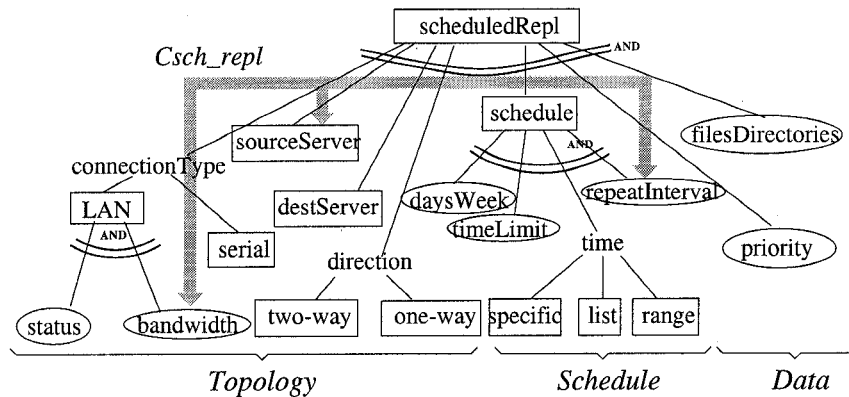 scheduledRepl
AND
Csch_repl
schedule
sourceServer
AND
filesDirectories
connectionType
LAN
destServer
daysWeek
repeatInterval
AND
serial
timeLimit
time
priority
direction
status
bandwidth
two-way
one-way
specific
list
range
Topology
Schedule
Data